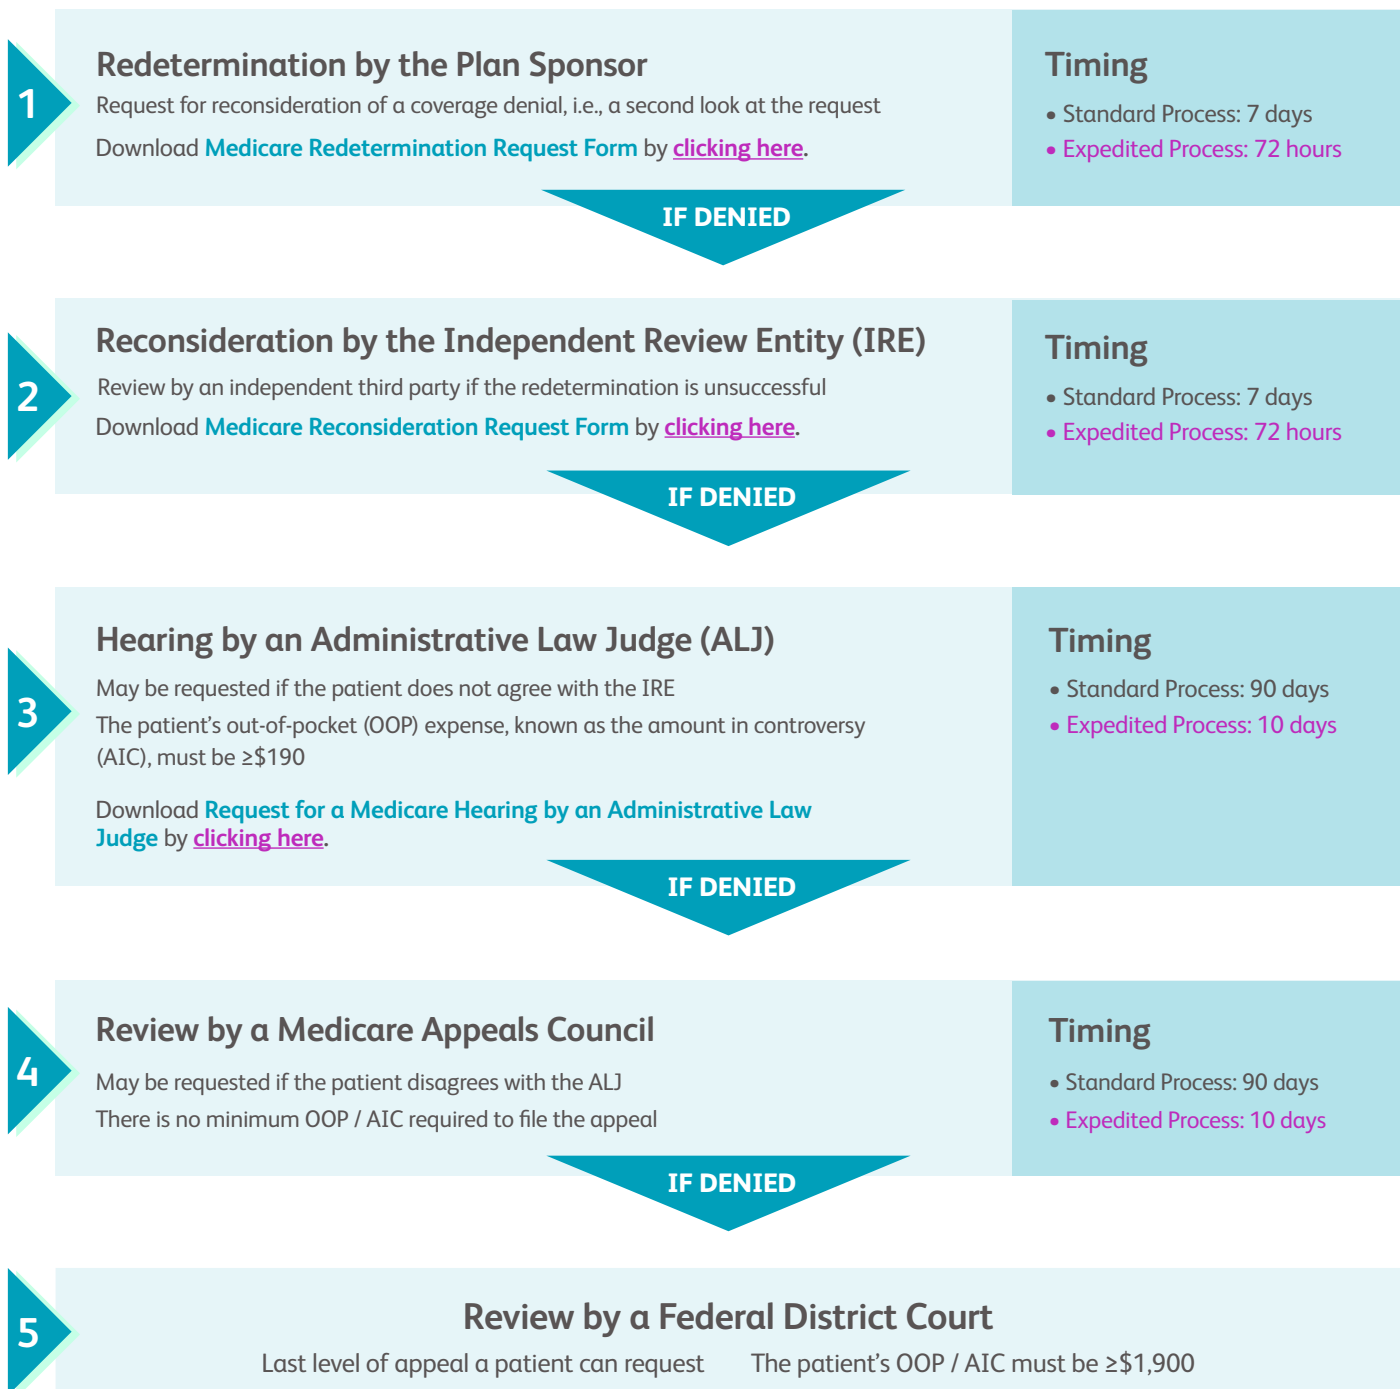 1
Redetermination by the Plan Sponsor
Request for reconsideration of a coverage denial, i.e., a second look at the request
Download Medicare Redetermination Request Form by clicking here.
Timing
• Standard Process: 7 days
• Expedited Process: 72 hours
IF DENIED
2
Reconsideration by the Independent Review Entity (IRE)
Review by an independent third party if the redetermination is unsuccessful
Download Medicare Reconsideration Request Form by clicking here.
Timing
• Standard Process: 7 days
• Expedited Process: 72 hours
IF DENIED
3
Hearing by an Administrative Law Judge (ALJ)
May be requested if the patient does not agree with the IRE
The patient’s out-of-pocket (OOP) expense, known as the amount in controversy
(AIC), must be ≥$190
Download Request for a Medicare Hearing by an Administrative Law
Judge by clicking here.
Timing
• Standard Process: 90 days
• Expedited Process: 10 days
IF DENIED
4
Review by a Medicare Appeals Council
May be requested if the patient disagrees with the ALJ
There is no minimum OOP / AIC required to file the appeal
Timing
• Standard Process: 90 days
• Expedited Process: 10 days
IF DENIED
5
Review by a Federal District Court
Last level of appeal a patient can request The patient’s OOP / AIC must be ≥$1,900